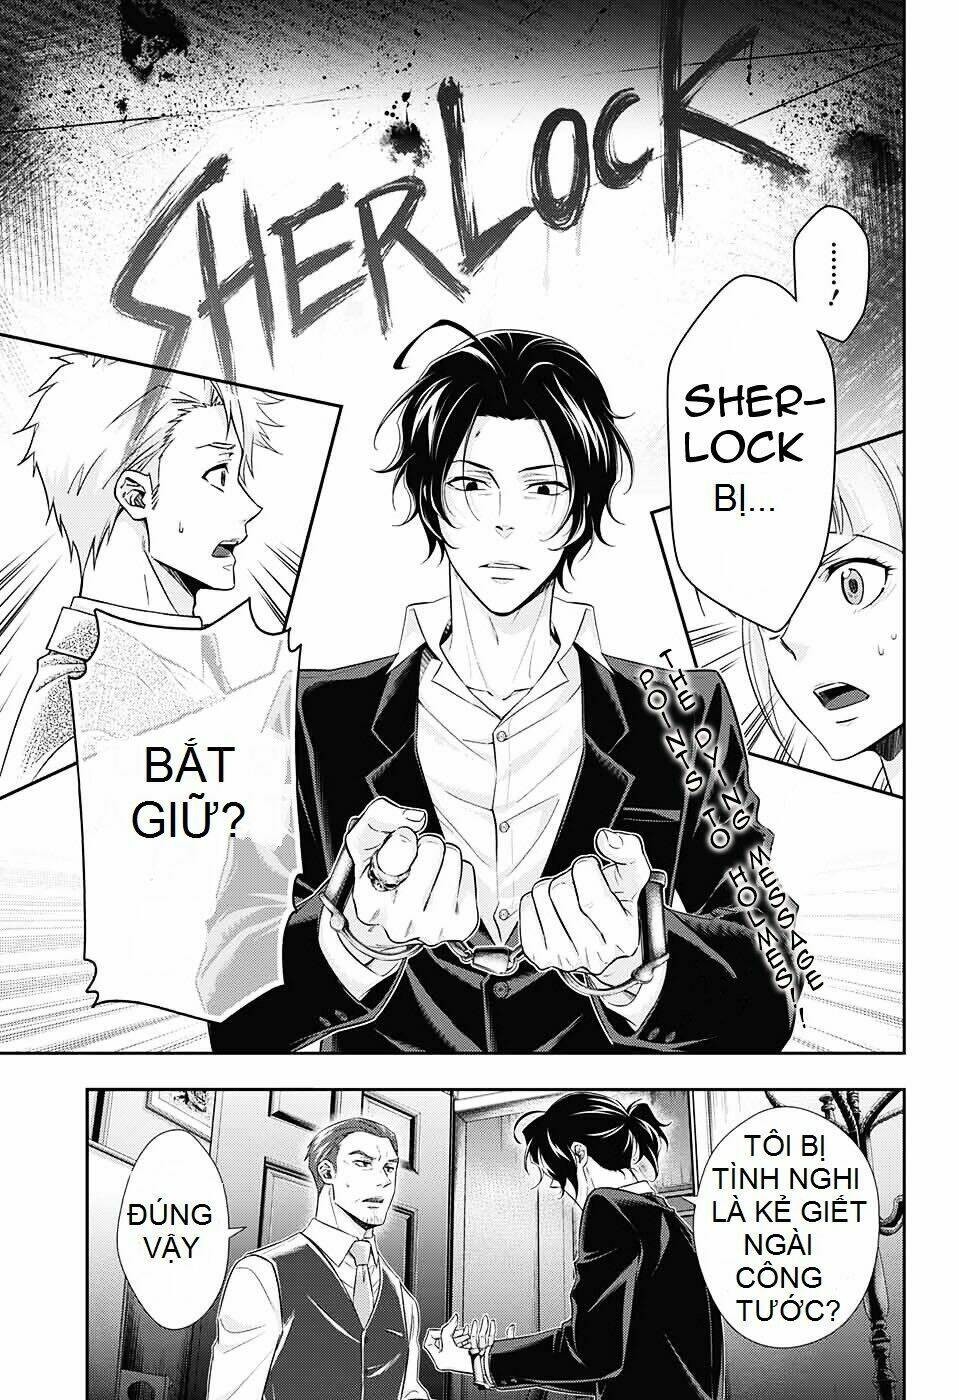 SHERLOCK
......!
SHER-
LOCK
BỊ...
BẮT
GIỮ?
THE DYING MESSAGE
POINTS TO HOLMES!!
TÔI BỊ
TÌNH NGHI
LÀ KẺ GIẾT
NGÀI
CÔNG
TƯỚC?
ĐÚNG
VẬY